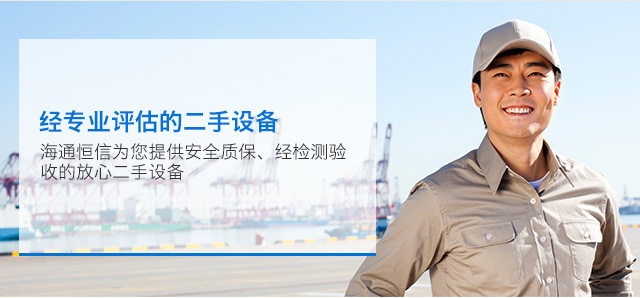 经专业评估的二手设备
海通恒信为您提供安全质保、经检测验
收的放心二手设备